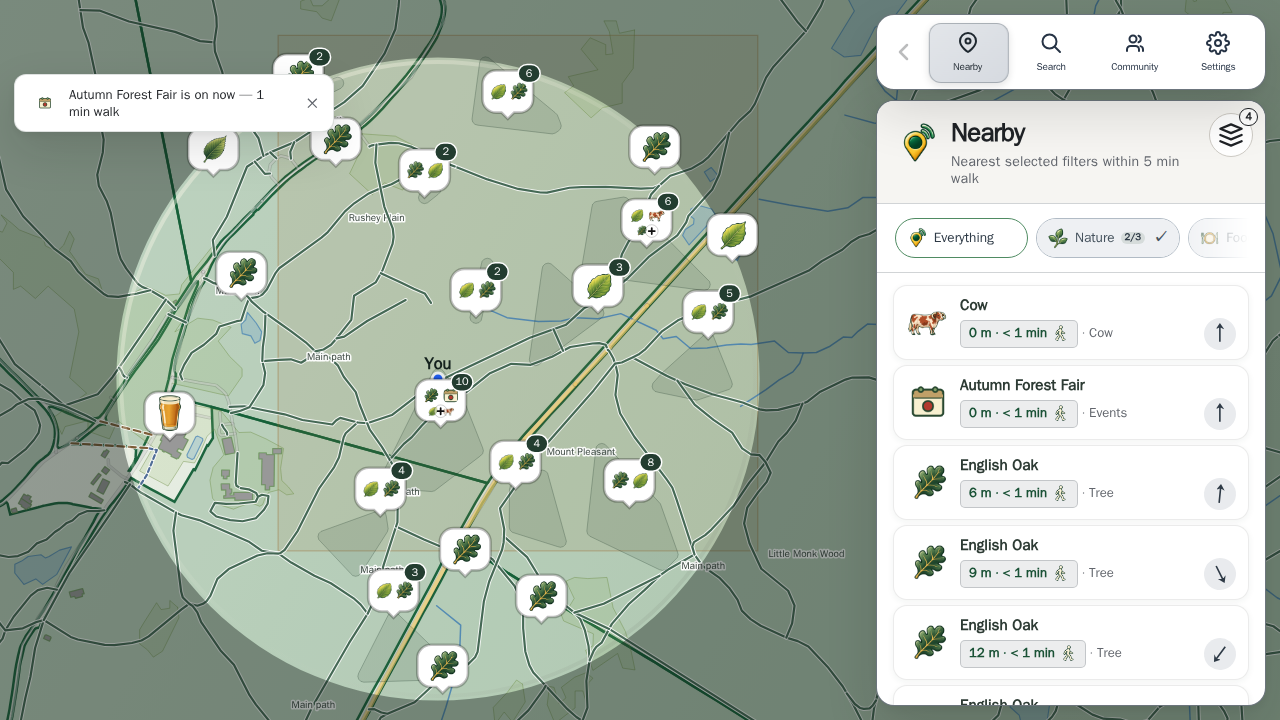 Autumn Forest Fair is on now — 1
min walk
2
6
2
6
2
3
5
10
4
4
8
3
Rushey Plain
Main path
You
Mount Pleasant
ath
Main path
Main path
Little Monk Wood
Main path
Nearby
Search
Community
Settings
Nearby
4
Nearest selected filters within 5 min
walk
Everything
Nature 2/3 ✓
Foo
Cow
0 m · < 1 min · Cow
Autumn Forest Fair
0 m · < 1 min · Events
English Oak
6 m · < 1 min · Tree
English Oak
9 m · < 1 min · Tree
English Oak
12 m · < 1 min · Tree
English Oak